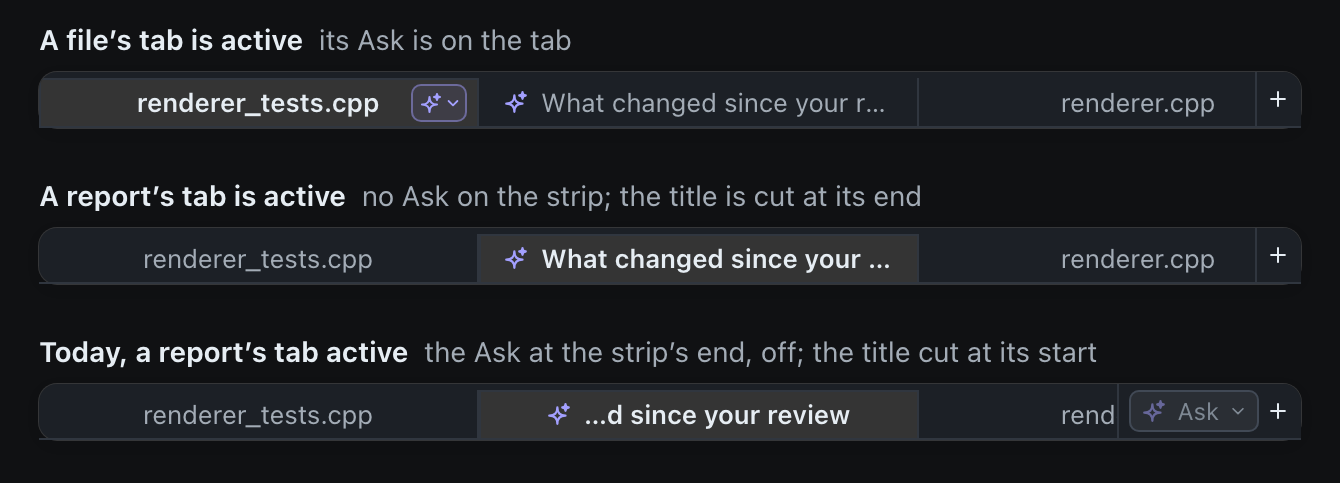 A file’s tab is active its Ask is on the tab
renderer_tests.cpp What changed since your r... renderer.cpp +
A report’s tab is active no Ask on the strip; the title is cut at its end
renderer_tests.cpp What changed since your ... renderer.cpp +
Today, a report’s tab active the Ask at the strip’s end, off; the title cut at its start
renderer_tests.cpp ...d since your review rend Ask +